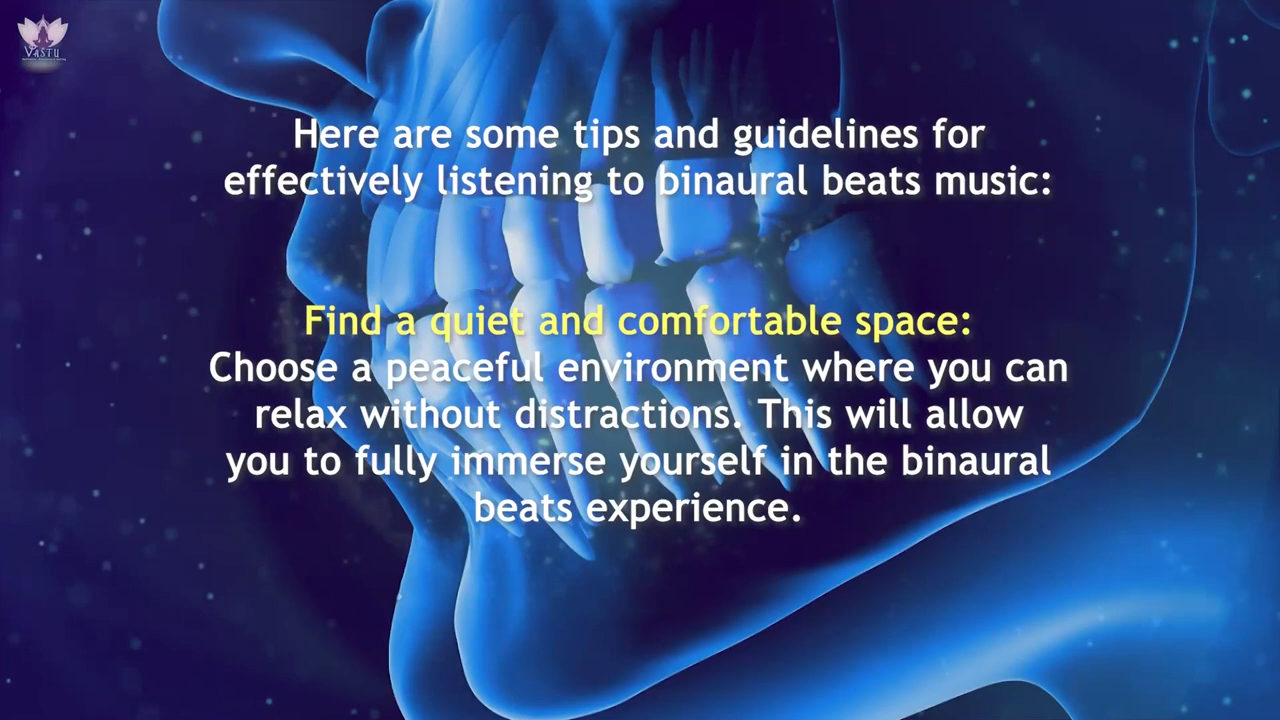 VASTU
Here are some tips and guidelines for
effectively listening to binaural beats music:
Find a quiet and comfortable space:
Choose a peaceful environment where you can
relax without distractions. This will allow
you to fully immerse yourself in the binaural
beats experience.